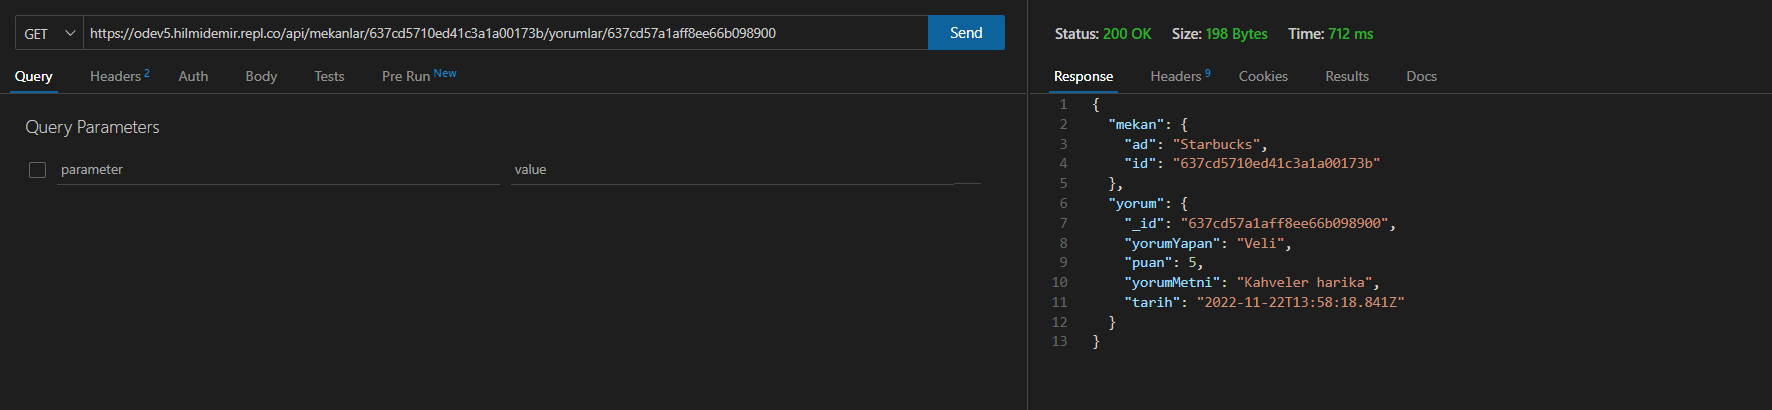 GET https://odev5.hilmidemir.repl.co/api/mekanlar/637cd5710ed41c3a1a00173b/yorumlar/637cd57a1aff8ee66b098900 Send
Query Headers 2 Auth Body Tests Pre Run New
Query Parameters
parameter value
Status: 200 OK Size: 198 Bytes Time: 712 ms
Response Headers 9 Cookies Results Docs
1 {
2 "mekan": {
3 "ad": "Starbucks",
4 "id": "637cd5710ed41c3a1a00173b"
5 },
6 "yorum": {
7 "_id": "637cd57a1aff8ee66b098900",
8 "yorumYapan": "Veli",
9 "puan": 5,
10 "yorumMetni": "Kahveler harika",
11 "tarih": "2022-11-22T13:58:18.841Z"
12 }
13 }